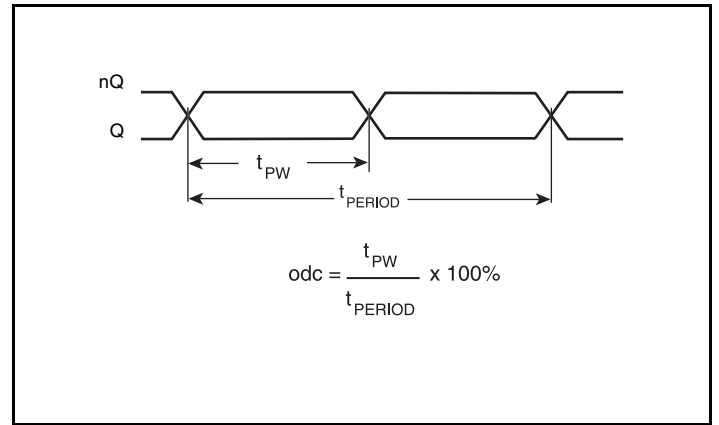 nQ
Q
tPW
tPERIOD
odc = tPW / tPERIOD x 100%